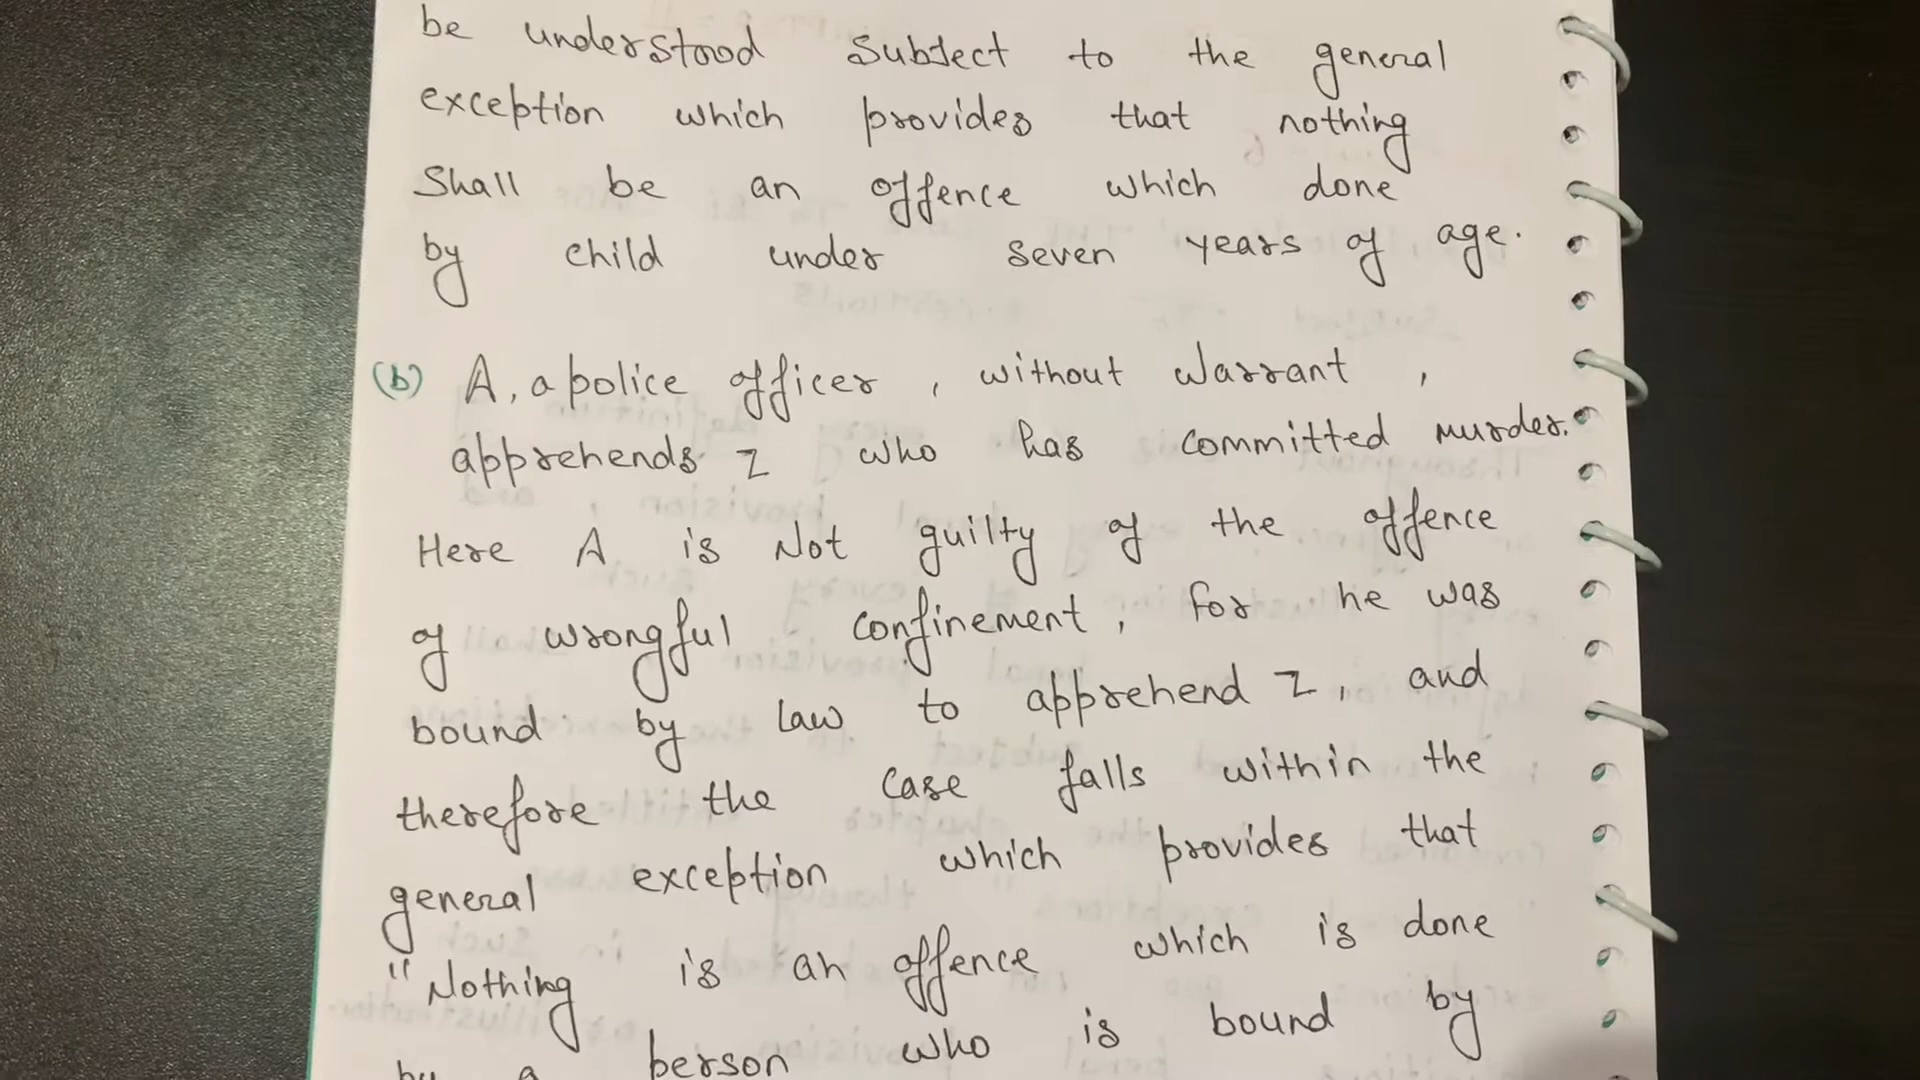 be understood subject to the general
exception which provides that nothing
Shall be an offence which done
by child under seven years of age.
(b) A, a police officer, without warrant,
apprehends Z who has committed murder.
Here A is Not guilty of the offence
of wrongful confinement, for he was
bound by law to apprehend Z, and
therefore the case falls within the
general exception which provides that
"Nothing is an offence which is done
by a person who is bound by